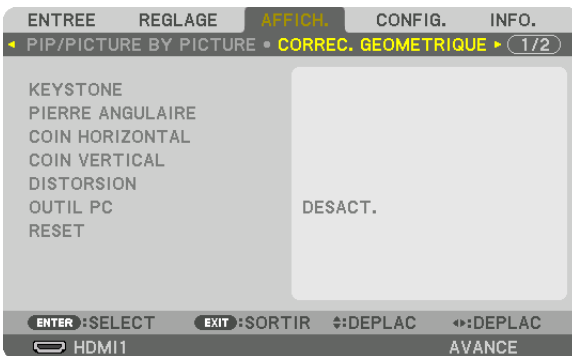 ENTREE REGLAGE AFFICH. CONFIG. INFO.
PIP/PICTURE BY PICTURE • CORREC. GEOMETRIQUE 1/2
KEYSTONE
PIERRE ANGULAIRE
COIN HORIZONTAL
COIN VERTICAL
DISTORSION
OUTIL PC DESACT.
RESET
ENTER :SELECT EXIT :SORTIR :DEPLAC :DEPLAC
HDMI1 AVANCE